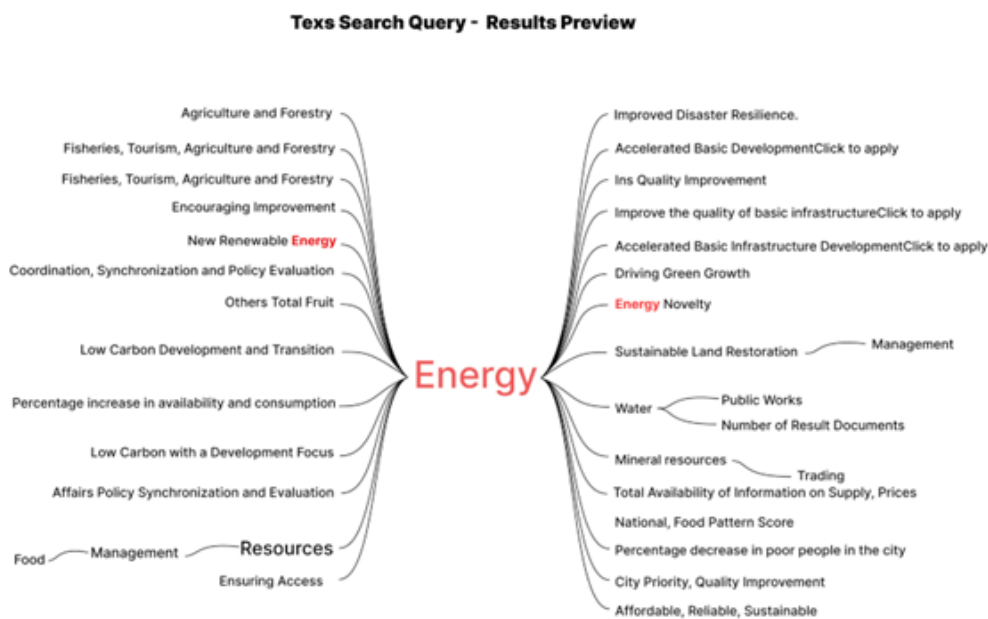 Texs Search Query - Results Preview
Agriculture and Forestry
Fisheries, Tourism, Agriculture and Forestry
Fisheries, Tourism, Agriculture and Forestry
Encouraging Improvement
New Renewable Energy
Coordination, Synchronization and Policy Evaluation
Others Total Fruit
Low Carbon Development and Transition
Percentage increase in availability and consumption
Low Carbon with a Development Focus
Affairs Policy Synchronization and Evaluation
Food Management Resources
Ensuring Access
Energy
Improved Disaster Resilience.
Accelerated Basic DevelopmentClick to apply
Ins Quality Improvement
Improve the quality of basic infrastructureClick to apply
Accelerated Basic Infrastructure DevelopmentClick to apply
Driving Green Growth
Energy Novelty
Sustainable Land Restoration Management
Water
Public Works
Number of Result Documents
Mineral resources
Trading
Total Availability of Information on Supply, Prices
National, Food Pattern Score
Percentage decrease in poor people in the city
City Priority, Quality Improvement
Affordable, Reliable, Sustainable